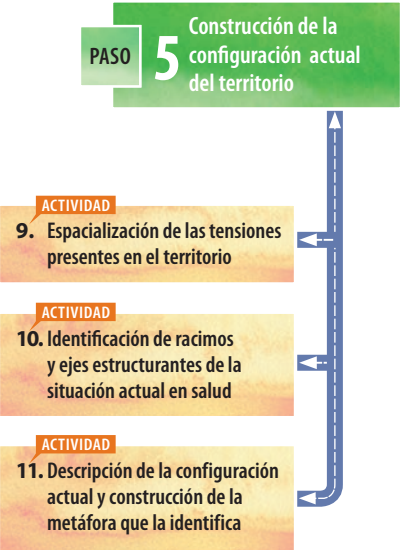 PASO 5
Construcción de la
configuración actual
del territorio
ACTIVIDAD
9. Espacialización de las tensiones
presentes en el territorio
ACTIVIDAD
10. Identificación de racimos
y ejes estructurantes de la
situación actual en salud
ACTIVIDAD
11. Descripción de la configuración
actual y construcción de la
metáfora que la identifica